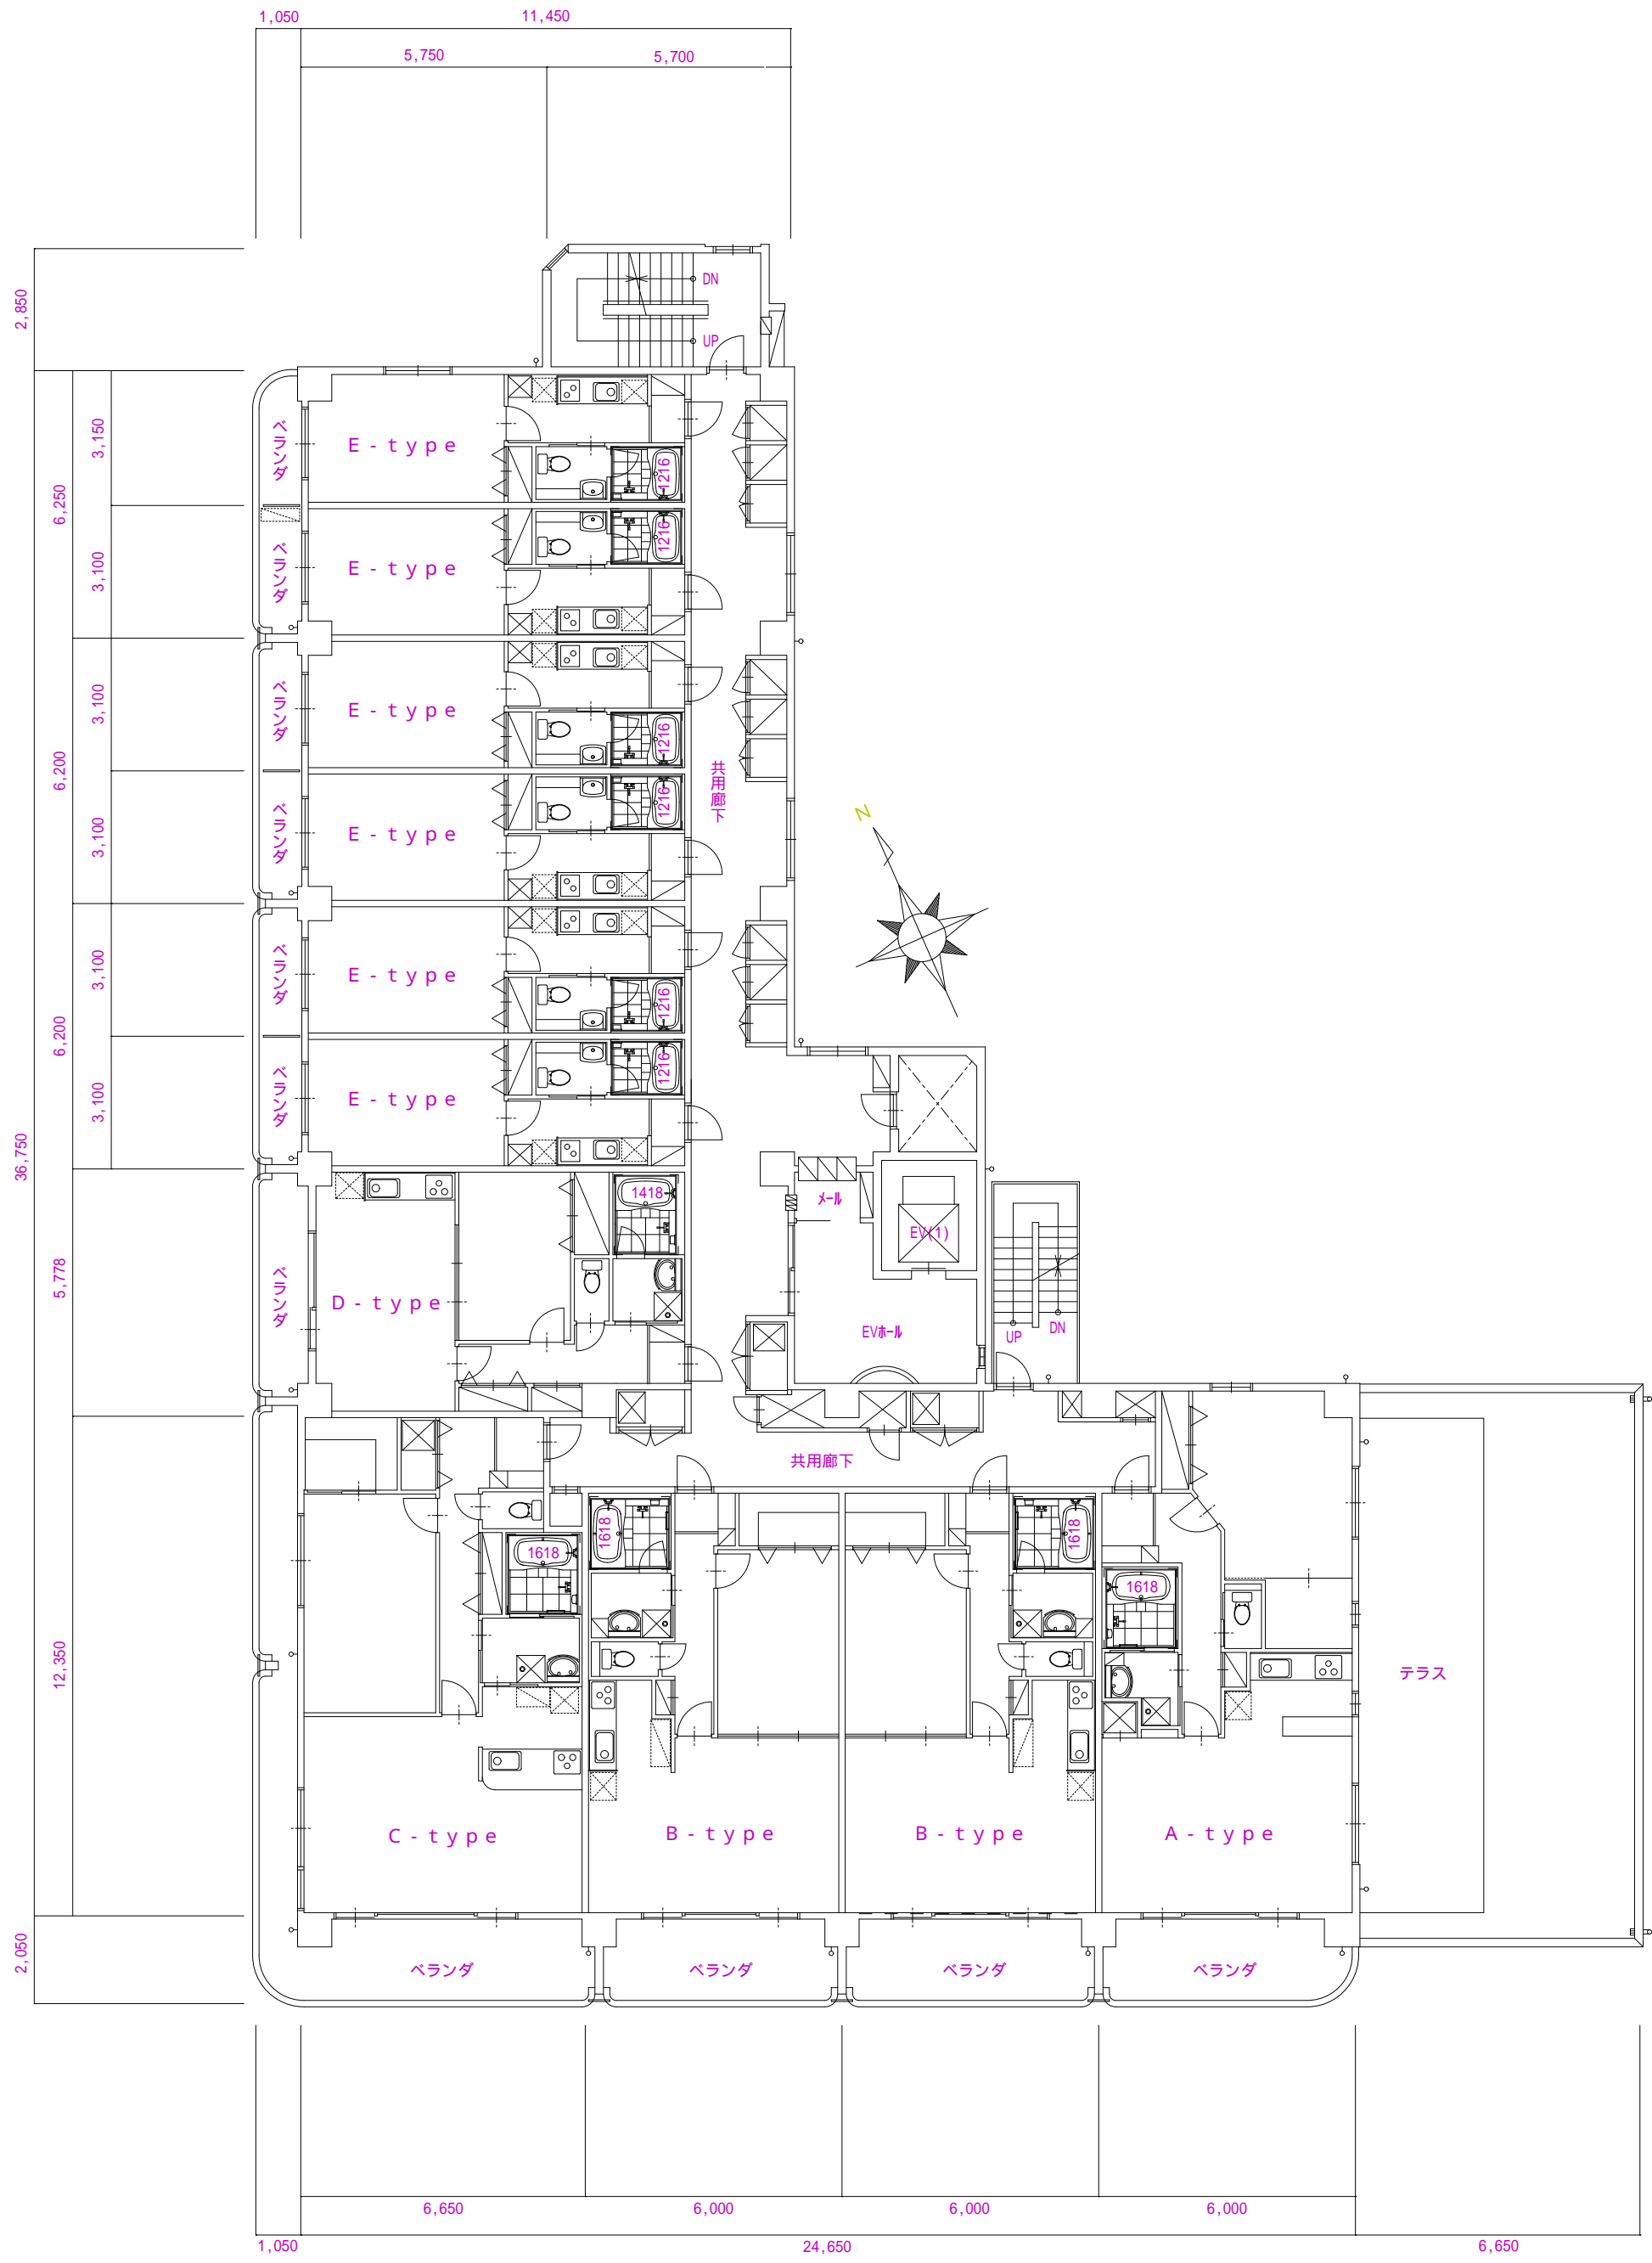 1,050
11,450
5,750
5,700
2,850
DN
UP
3,150
ベランダ
E-type
1216
6,250
3,100
ベランダ
E-type
1216
3,100
ベランダ
E-type
1216
6,200
共用廊下
3,100
ベランダ
E-type
1216
N
3,100
ベランダ
E-type
1216
6,200
3,100
ベランダ
E-type
1216
36,750
メール
1418
EV(1)
5,778
ベランダ
D-type
EVホール
UP
DN
共用廊下
1618
1618
1618
1618
12,350
テラス
C-type
B-type
B-type
A-type
2,050
ベランダ
ベランダ
ベランダ
ベランダ
6,650
6,000
6,000
6,000
1,050
24,650
6,650